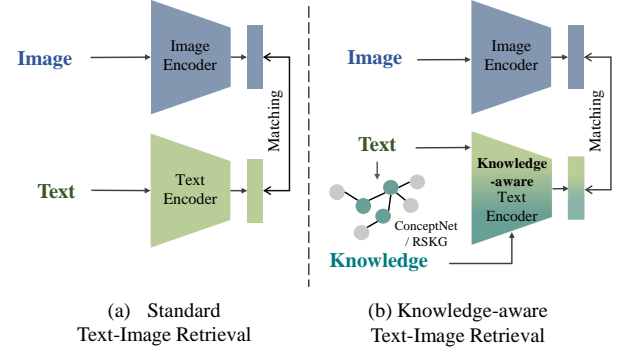 Image
Image
Encoder
Matching
Text
Text
Encoder
(a) Standard
Text-Image Retrieval
Image
Image
Encoder
Matching
Text
Knowledge
-aware
Text
Encoder
ConceptNet
/ RSKG
Knowledge
(b) Knowledge-aware
Text-Image Retrieval